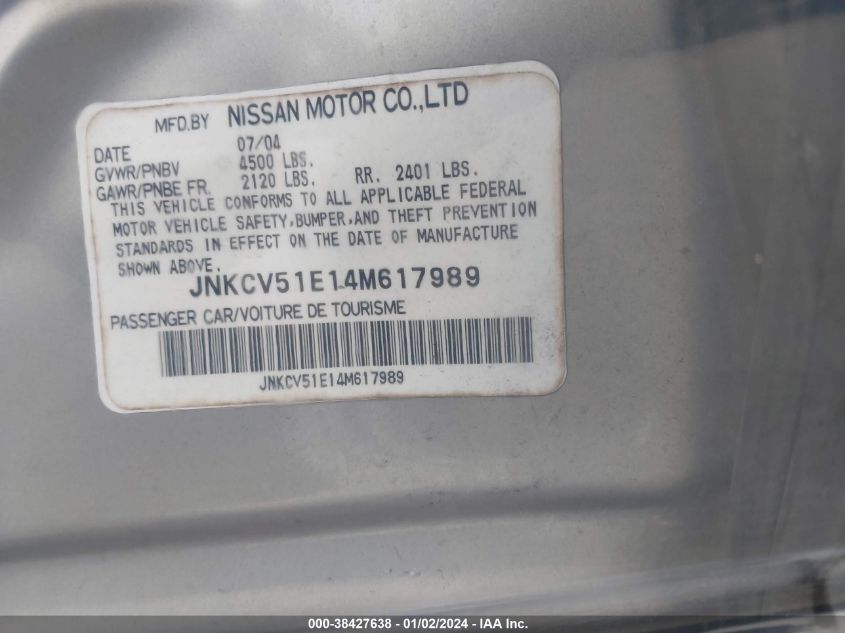 MFD.BY NISSAN MOTOR CO.,LTD
DATE 07/04
GVWR/PNBV 4500 LBS.
GAWR/PNBE FR. 2120 LBS. RR. 2401 LBS.
THIS VEHICLE CONFORMS TO ALL APPLICABLE FEDERAL
MOTOR VEHICLE SAFETY,BUMPER,AND THEFT PREVENTION
STANDARDS IN EFFECT ON THE DATE OF MANUFACTURE
SHOWN ABOVE.
JNKCV51E14M617989
PASSENGER CAR/VOITURE DE TOURISME
JNKCV51E14M617989
000-38427638 - 01/02/2024 - IAA Inc.